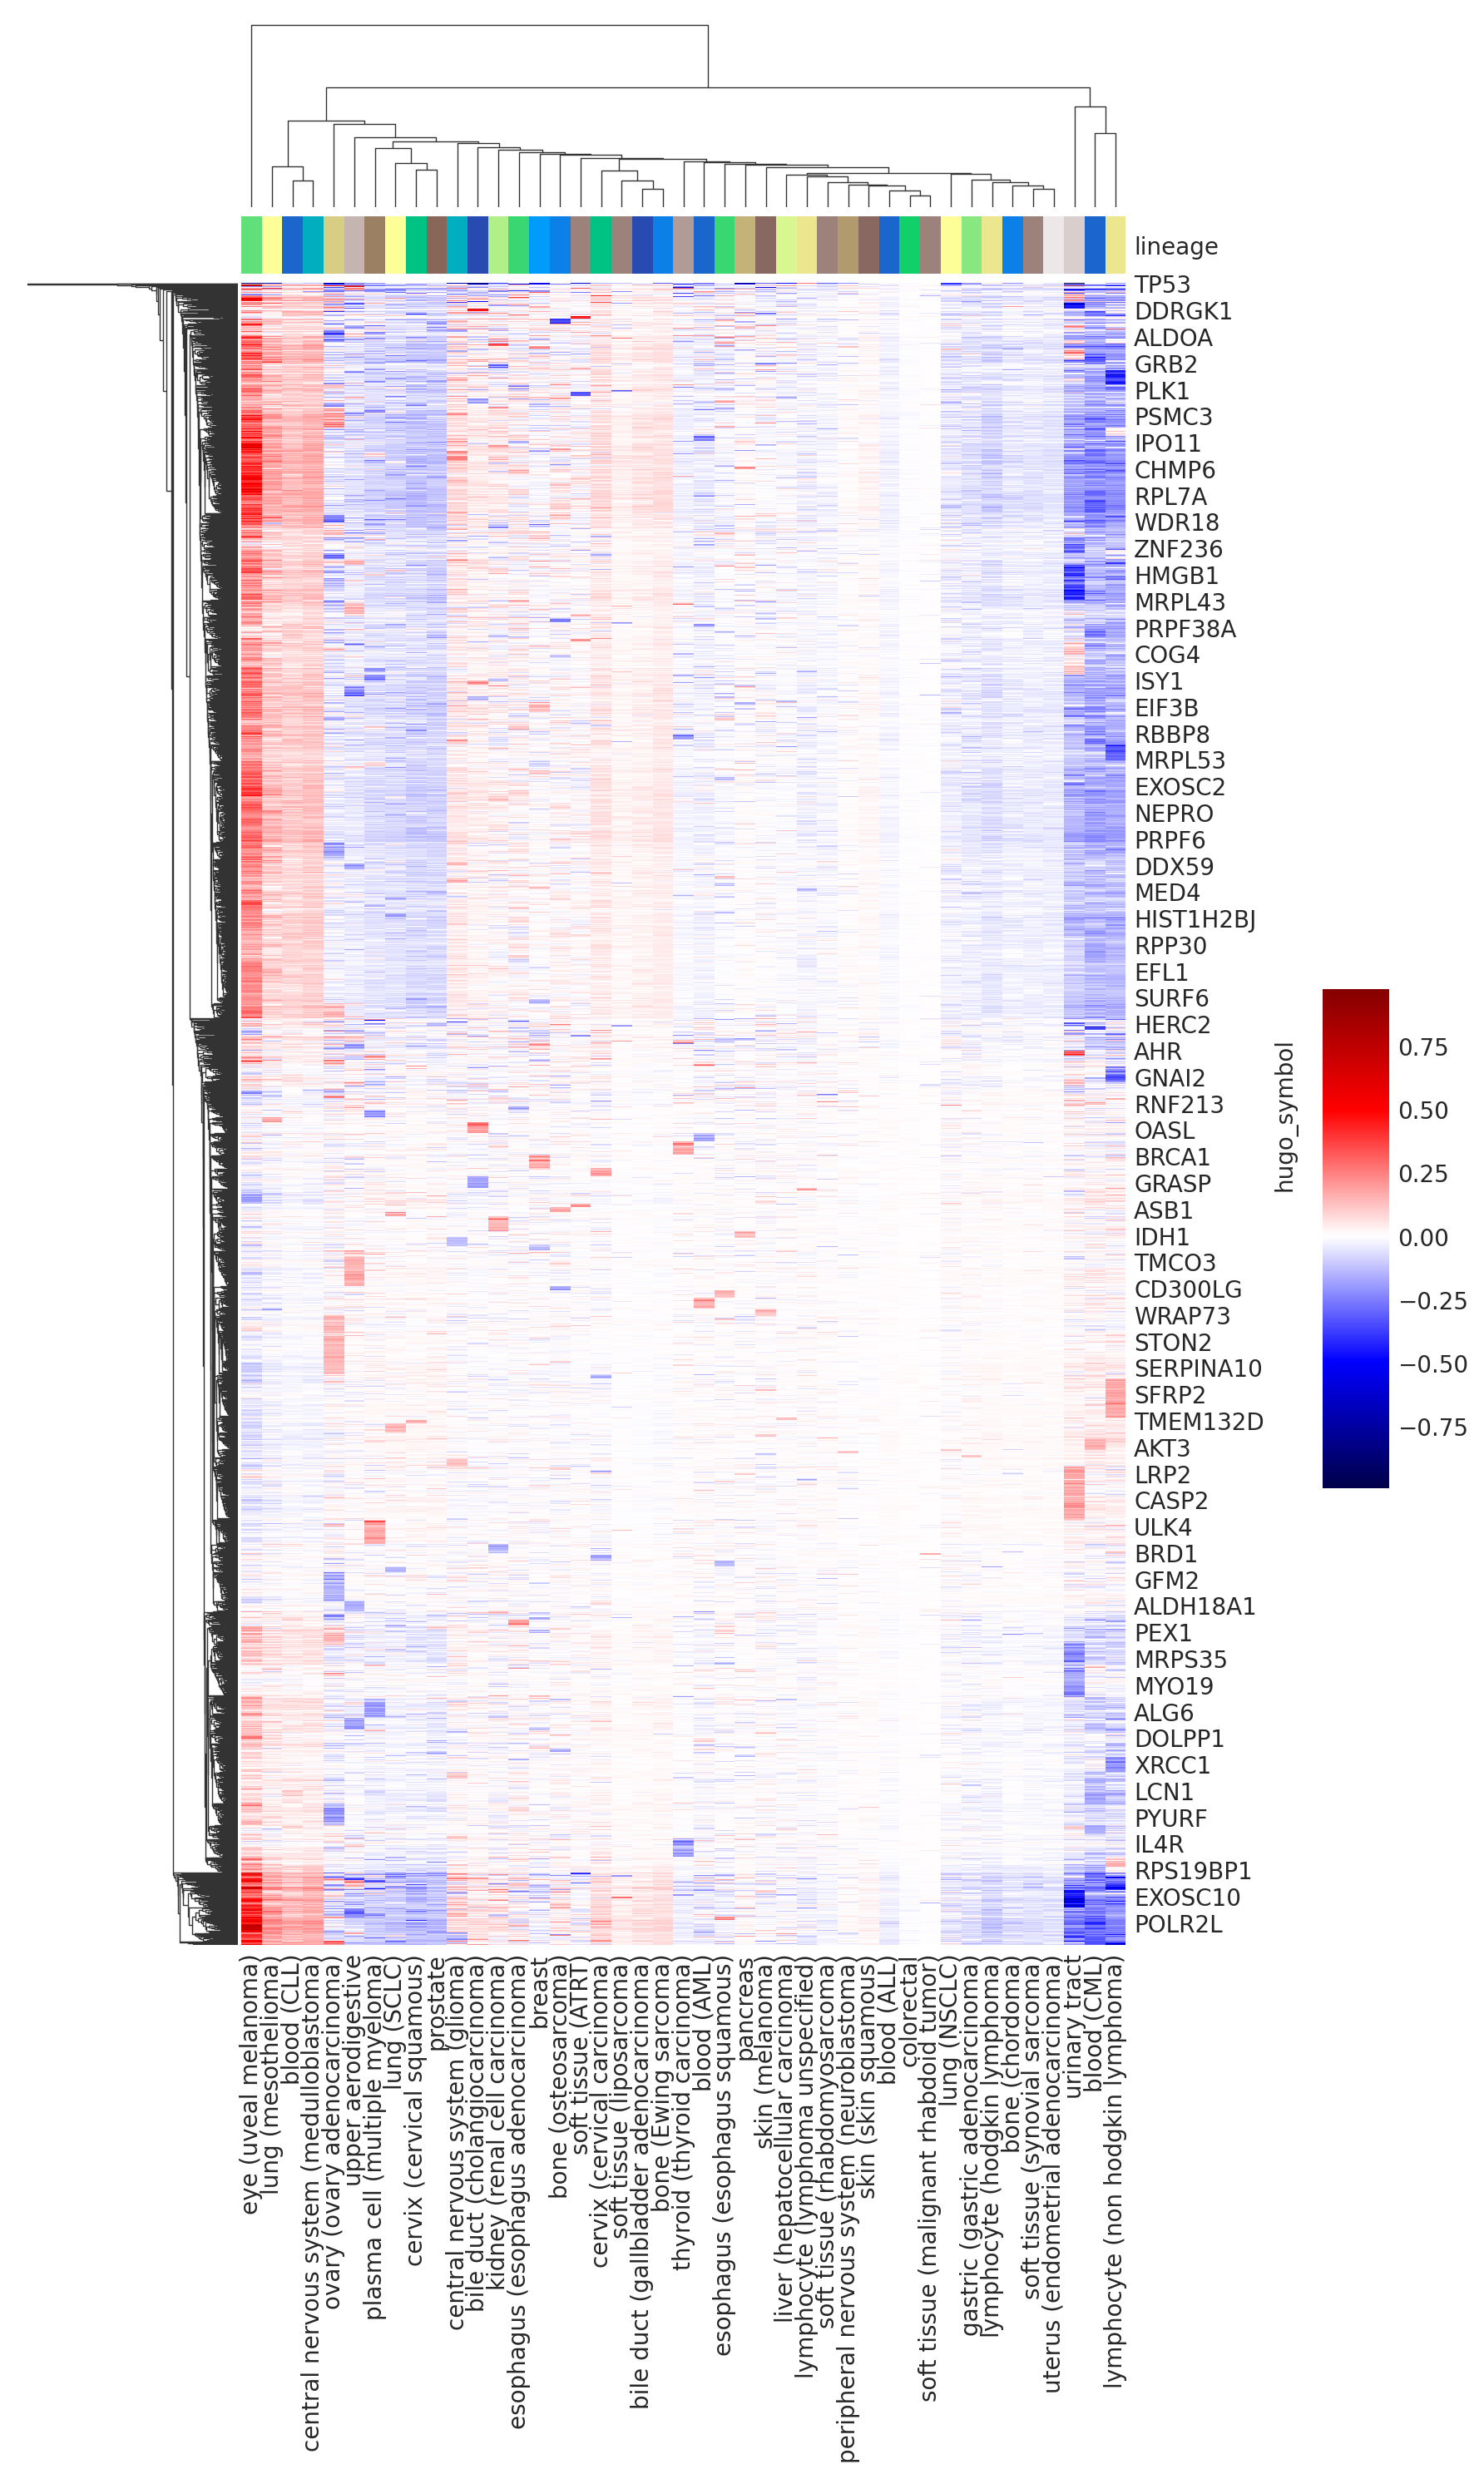 lineage
TP53
DDRGK1
ALDOA
GRB2
PLK1
PSMC3
IPO11
CHMP6
RPL7A
WDR18
ZNF236
HMGB1
MRPL43
PRPF38A
COG4
ISY1
EIF3B
RBBP8
MRPL53
EXOSC2
NEPRO
PRPF6
DDX59
MED4
HIST1H2BJ
RPP30
EFL1
SURF6
HERC2
AHR
GNAI2
RNF213
OASL
BRCA1
GRASP
ASB1
IDH1
TMCO3
CD300LG
WRAP73
STON2
SERPINA10
SFRP2
TMEM132D
AKT3
LRP2
CASP2
ULK4
BRD1
GFM2
ALDH18A1
PEX1
MRPS35
MYO19
ALG6
DOLPP1
XRCC1
LCN1
PYURF
IL4R
RPS19BP1
EXOSC10
POLR2L
hugo_symbol
0.75
0.50
0.25
0.00
−0.25
−0.50
−0.75
eye (uveal melanoma)
lung (mesothelioma)
blood (CLL)
central nervous system (medulloblastoma)
ovary (ovary adenocarcinoma)
upper aerodigestive
plasma cell (multiple myeloma)
lung (SCLC)
cervix (cervical squamous)
prostate
central nervous system (glioma)
bile duct (cholangiocarcinoma)
kidney (renal cell carcinoma)
esophagus (esophagus adenocarcinoma)
breast
bone (osteosarcoma)
soft tissue (ATRT)
cervix (cervical carcinoma)
soft tissue (liposarcoma)
bile duct (gallbladder adenocarcinoma)
bone (Ewing sarcoma)
thyroid (thyroid carcinoma)
blood (AML)
esophagus (esophagus squamous)
pancreas
skin (melanoma)
liver (hepatocellular carcinoma)
lymphocyte (lymphoma unspecified)
soft tissue (rhabdomyosarcoma)
peripheral nervous system (neuroblastoma)
skin (skin squamous)
blood (ALL)
colorectal
soft tissue (malignant rhabdoid tumor)
lung (NSCLC)
gastric (gastric adenocarcinoma)
lymphocyte (hodgkin lymphoma)
bone (chordoma)
soft tissue (synovial sarcoma)
uterus (endometrial adenocarcinoma)
urinary tract
blood (CML)
lymphocyte (non hodgkin lymphoma)